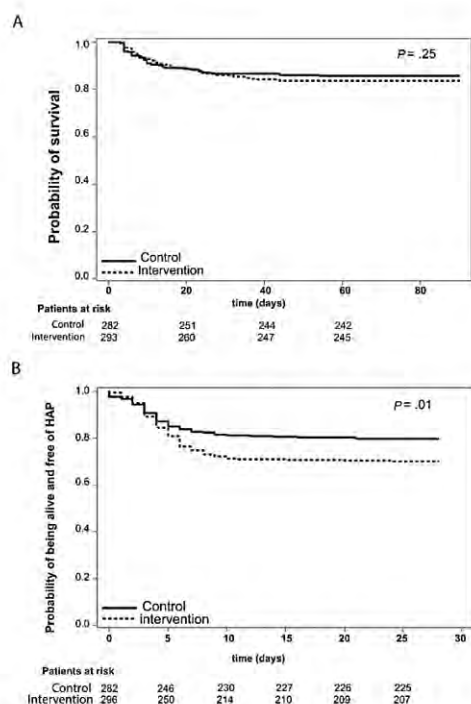 A
P = .25
1.0
0.8
0.6
0.4
0.2
0.0
Probability of survival
Control
Intervention
0 20 40 60 80
time (days)
Patients at risk
Control 282 251 244 242
Intervention 293 260 247 245
B
P = .01
1.0
0.8
0.6
0.4
0.2
0.0
Probability of being alive and free of HAP
Control
Intervention
0 5 10 15 20 25 30
time (days)
Patients at risk
Control 282 246 230 227 226 225
Intervention 296 250 214 210 209 207